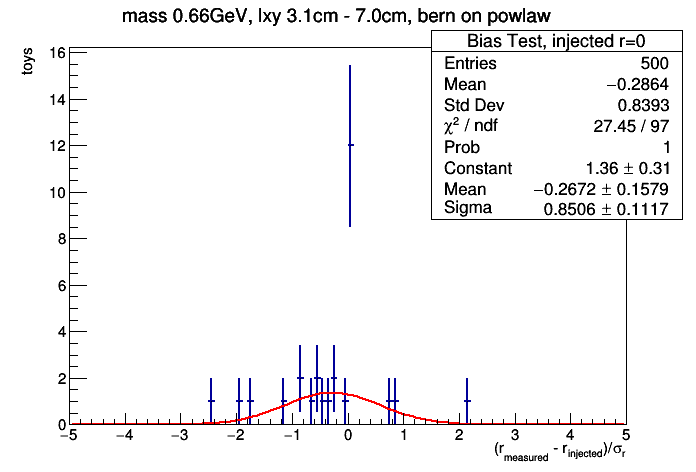 mass 0.66GeV, lxy 3.1cm - 7.0cm, bern on powlaw
Bias Test, injected r=0
Entries 500
Mean −0.2864
Std Dev 0.8393
χ² / ndf 27.45 / 97
Prob 1
Constant 1.36 ± 0.31
Mean −0.2672 ± 0.1579
Sigma 0.8506 ± 0.1117
toys
16
14
12
10
8
6
4
2
0
−5 −4 −3 −2 −1 0 1 2 3 4 5
(r_measured - r_injected)/σ_r